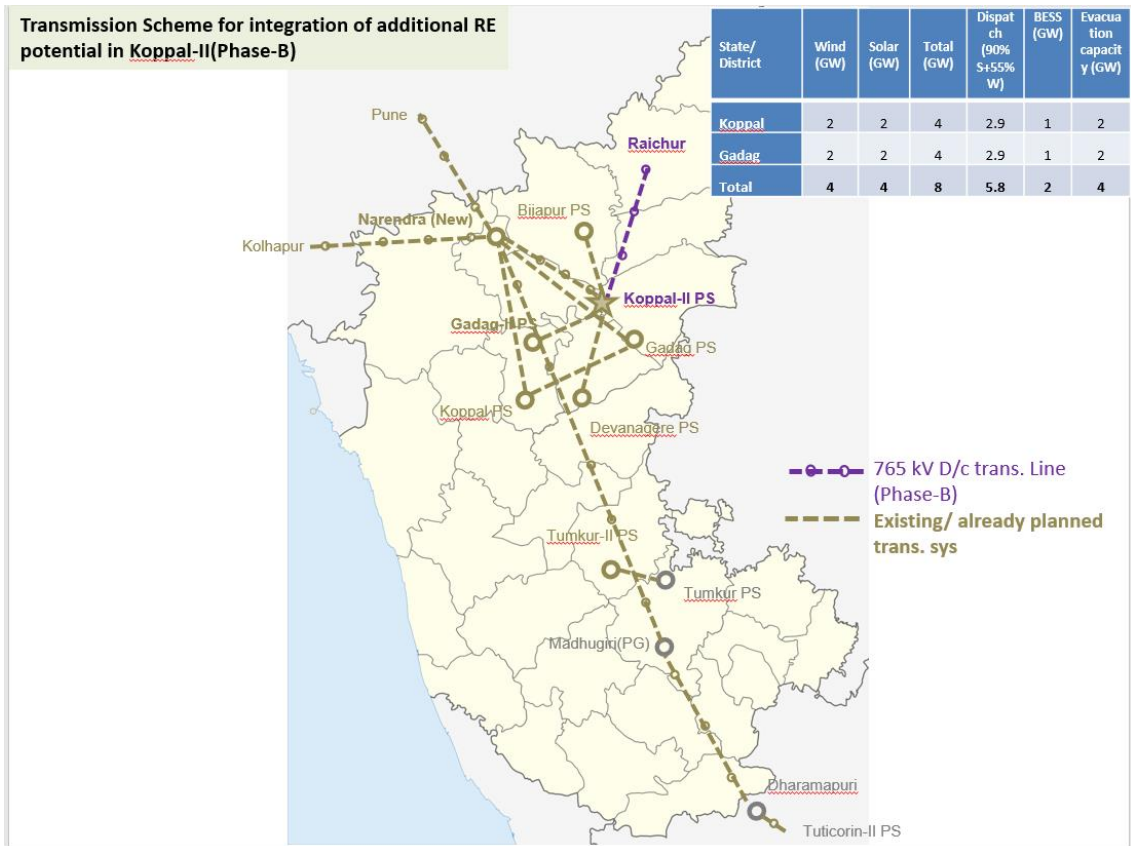 Transmission Scheme for integration of additional RE
potential in Koppal-II(Phase-B)
State/
District
Wind
(GW)
Solar
(GW)
Total
(GW)
Dispat
ch
(90%
S+55%
W)
BESS
(GW)
Evacua
tion
capacit
y (GW)
Koppal 2 2 4 2.9 1 2
Gadag 2 2 4 2.9 1 2
Total 4 4 8 5.8 2 4
Pune
Raichur
Bijapur PS
Narendra (New)
Kolhapur
Koppal-II PS
Gadag-II PS
Gadag PS
Koppal PS
Devanagere PS
765 kV D/c trans. Line
(Phase-B)
Existing/ already planned
trans. sys
Tumkur-II PS
Tumkur PS
Madhugiri(PG)
Dharamapuri
Tuticorin-II PS